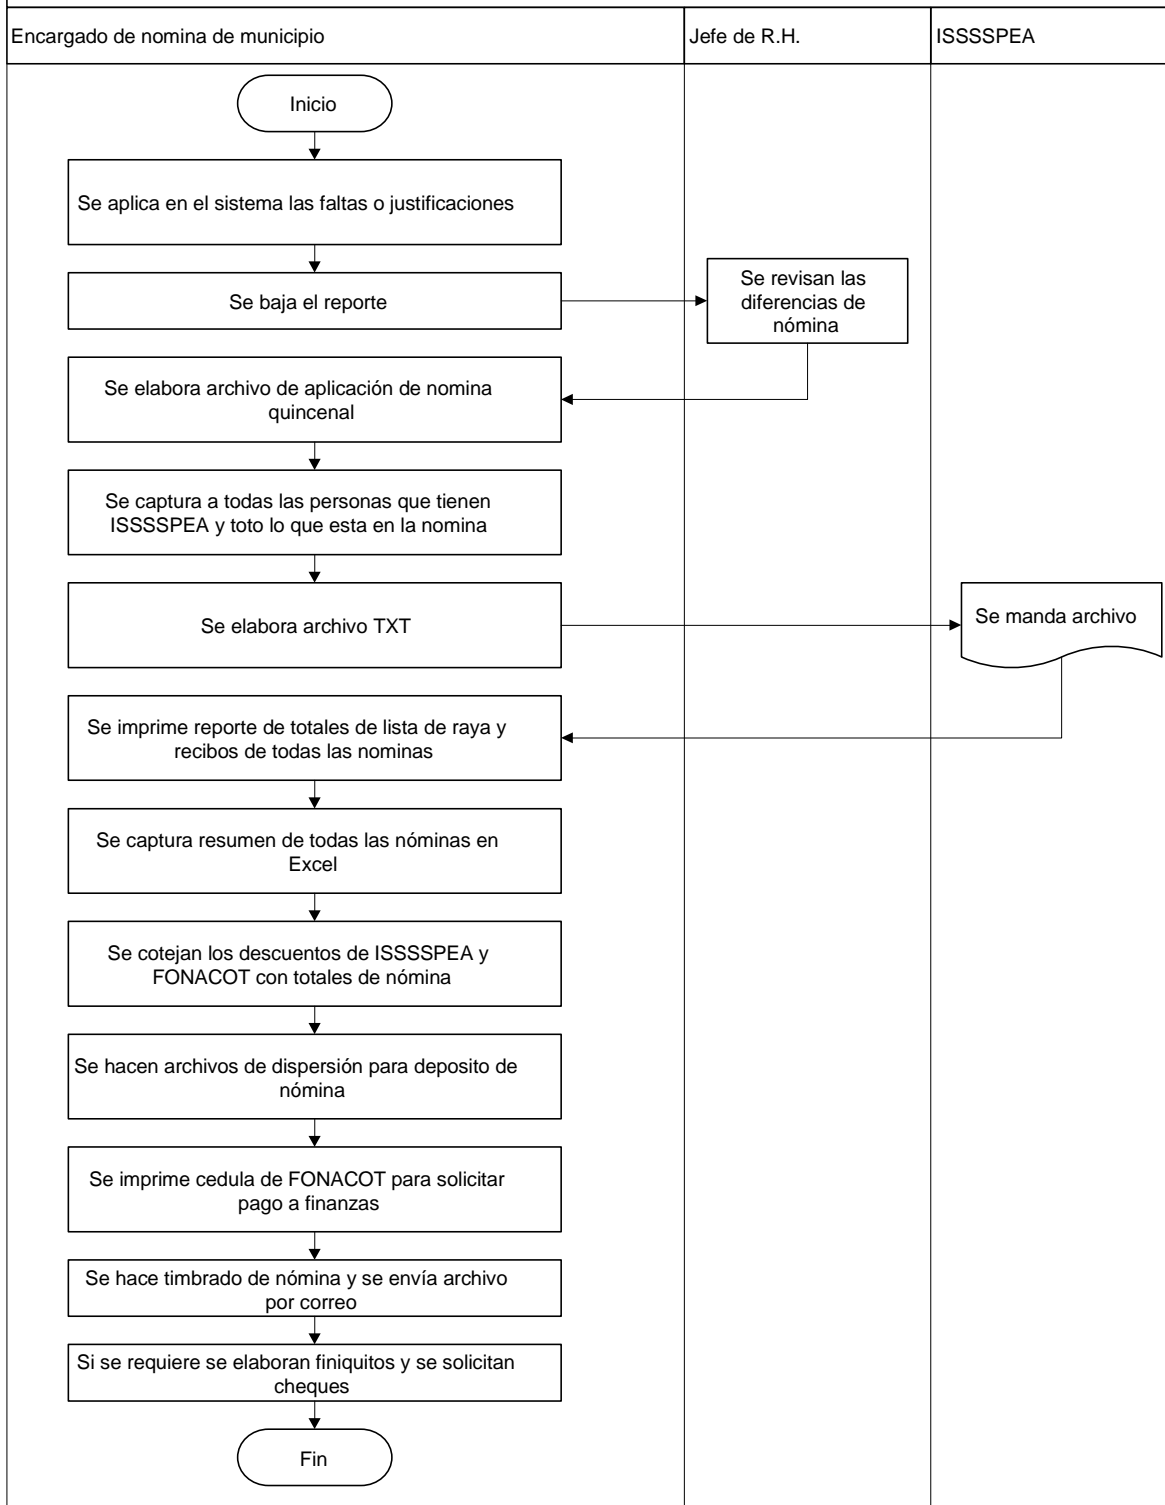 Encargado de nomina de municipio
Jefe de R.H.
ISSSSPEA
Inicio
Se aplica en el sistema las faltas o justificaciones
Se baja el reporte
Se revisan las
diferencias de
nómina
Se elabora archivo de aplicación de nomina
quincenal
Se captura a todas las personas que tienen
ISSSSPEA y toto lo que esta en la nomina
Se elabora archivo TXT
Se manda archivo
Se imprime reporte de totales de lista de raya y
recibos de todas las nominas
Se captura resumen de todas las nóminas en
Excel
Se cotejan los descuentos de ISSSSPEA y
FONACOT con totales de nómina
Se hacen archivos de dispersión para deposito de
nómina
Se imprime cedula de FONACOT para solicitar
pago a finanzas
Se hace timbrado de nómina y se envía archivo
por correo
Si se requiere se elaboran finiquitos y se solicitan
cheques
Fin